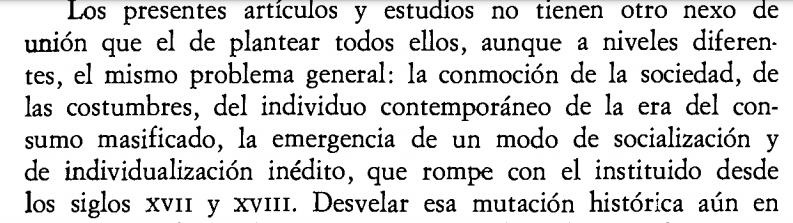 Los presentes artículos y estudios no tienen otro nexo de
unión que el de plantear todos ellos, aunque a niveles diferen-
tes, el mismo problema general: la conmoción de la sociedad, de
las costumbres, del individuo contemporáneo de la era del con-
sumo masificado, la emergencia de un modo de socialización y
de individualización inédito, que rompe con el instituido desde
los siglos XVII y XVIII. Desvelar esa mutación histórica aún en